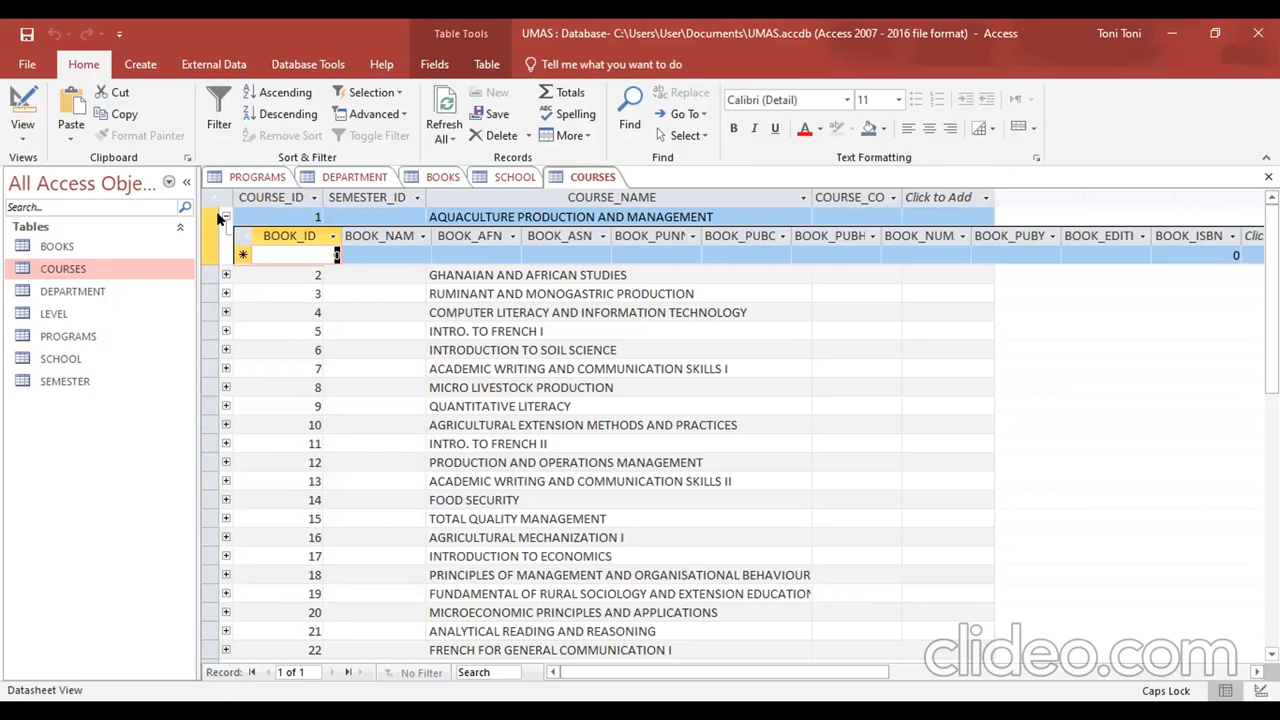 Table Tools
UMAS : Database- C:\Users\User\Documents\UMAS.accdb (Access 2007 - 2016 file format) - Access
Toni Toni
File Home Create External Data Database Tools Help Fields Table Tell me what you want to do
View
Views
Paste
Cut
Copy
Format Painter
Clipboard
Filter
Ascending
Descending
Remove Sort
Selection
Advanced
Toggle Filter
Sort & Filter
Refresh
All
New
Save
Delete
Totals
Spelling
More
Records
Find
Replace
Go To
Select
Find
Calibri (Detail) 11
B I U
Text Formatting
All Access Obje...
Search...
Tables
BOOKS
COURSES
DEPARTMENT
LEVEL
PROGRAMS
SCHOOL
SEMESTER
PROGRAMS DEPARTMENT BOOKS SCHOOL COURSES
COURSE_ID SEMESTER_ID COURSE_NAME COURSE_CO Click to Add
1 AQUACULTURE PRODUCTION AND MANAGEMENT
BOOK_ID BOOK_NAM BOOK_AFN BOOK_ASN BOOK_PUNN BOOK_PUBC BOOK_PUBH BOOK_NUM BOOK_PUBY BOOK_EDITI BOOK_ISBN Clic
0 0
2 GHANAIAN AND AFRICAN STUDIES
3 RUMINANT AND MONOGASTRIC PRODUCTION
4 COMPUTER LITERACY AND INFORMATION TECHNOLOGY
5 INTRO. TO FRENCH I
6 INTRODUCTION TO SOIL SCIENCE
7 ACADEMIC WRITING AND COMMUNICATION SKILLS I
8 MICRO LIVESTOCK PRODUCTION
9 QUANTITATIVE LITERACY
10 AGRICULTURAL EXTENSION METHODS AND PRACTICES
11 INTRO. TO FRENCH II
12 PRODUCTION AND OPERATIONS MANAGEMENT
13 ACADEMIC WRITING AND COMMUNICATION SKILLS II
14 FOOD SECURITY
15 TOTAL QUALITY MANAGEMENT
16 AGRICULTURAL MECHANIZATION I
17 INTRODUCTION TO ECONOMICS
18 PRINCIPLES OF MANAGEMENT AND ORGANISATIONAL BEHAVIOUR
19 FUNDAMENTAL OF RURAL SOCIOLOGY AND EXTENSION EDUCATION
20 MICROECONOMIC PRINCIPLES AND APPLICATIONS
21 ANALYTICAL READING AND REASONING
22 FRENCH FOR GENERAL COMMUNICATION I
Record: 1 of 1 No Filter Search
Datasheet View
Caps Lock
clideo.com